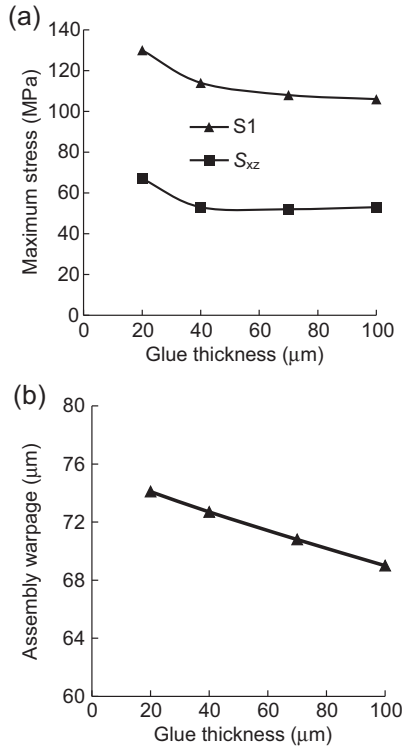 (a)
140
120
100
80
60
40
20
0
Maximum stress (MPa)
S1
Sxz
0 20 40 60 80 100
Glue thickness (μm)
(b)
80
76
72
68
64
60
Assembly warpage (μm)
0 20 40 60 80 100
Glue thickness (μm)